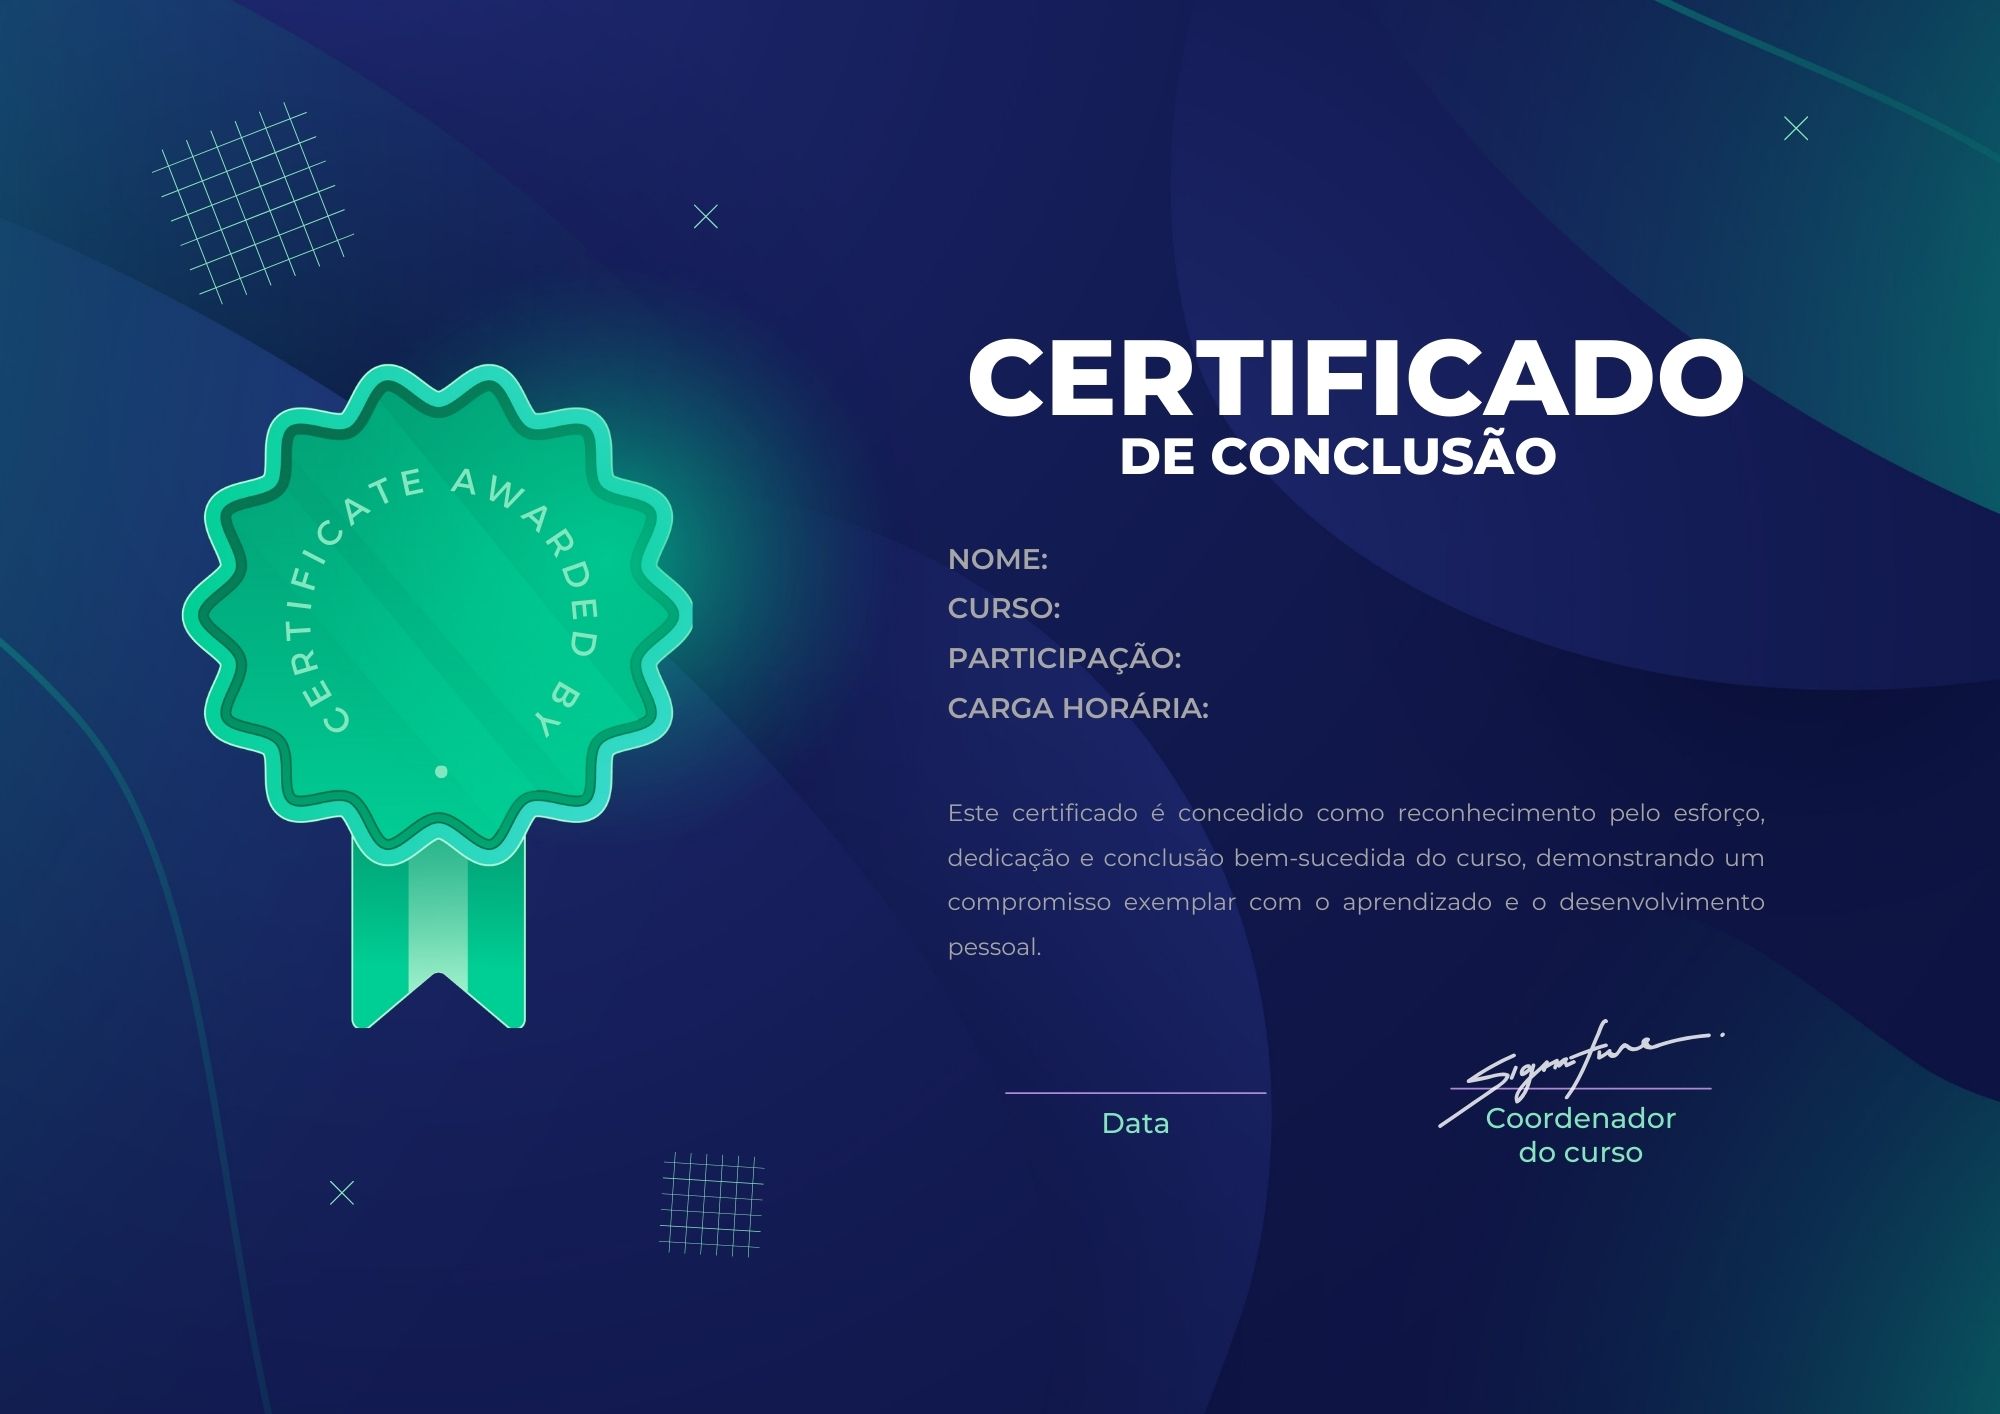 CERTIFICATE AWARDED BY
CERTIFICADO
DE CONCLUSÃO
NOME:
CURSO:
PARTICIPAÇÃO:
CARGA HORÁRIA:
Este certificado é concedido como reconhecimento pelo esforço,
dedicação e conclusão bem-sucedida do curso, demonstrando um
compromisso exemplar com o aprendizado e o desenvolvimento
pessoal.
Signature
Data
Coordenador
do curso